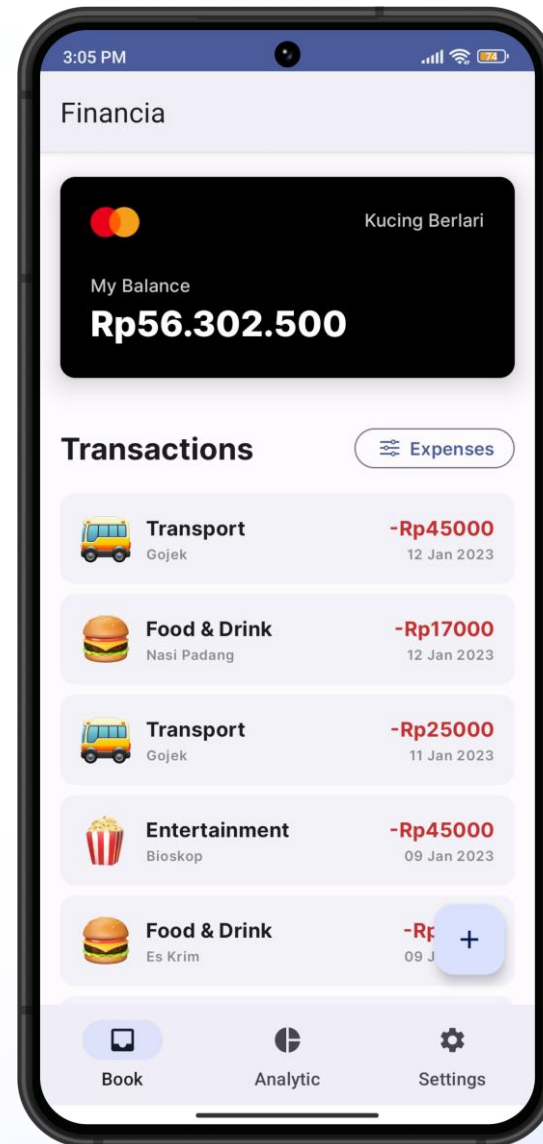 3:05 PM
74
Financia
Kucing Berlari
My Balance
Rp56.302.500
Transactions
Expenses
Transport
-Rp45000
Gojek
12 Jan 2023
Food & Drink
-Rp17000
Nasi Padang
12 Jan 2023
Transport
-Rp25000
Gojek
11 Jan 2023
Entertainment
-Rp45000
Bioskop
09 Jan 2023
Food & Drink
Es Krim
09
+
Book
Analytic
Settings